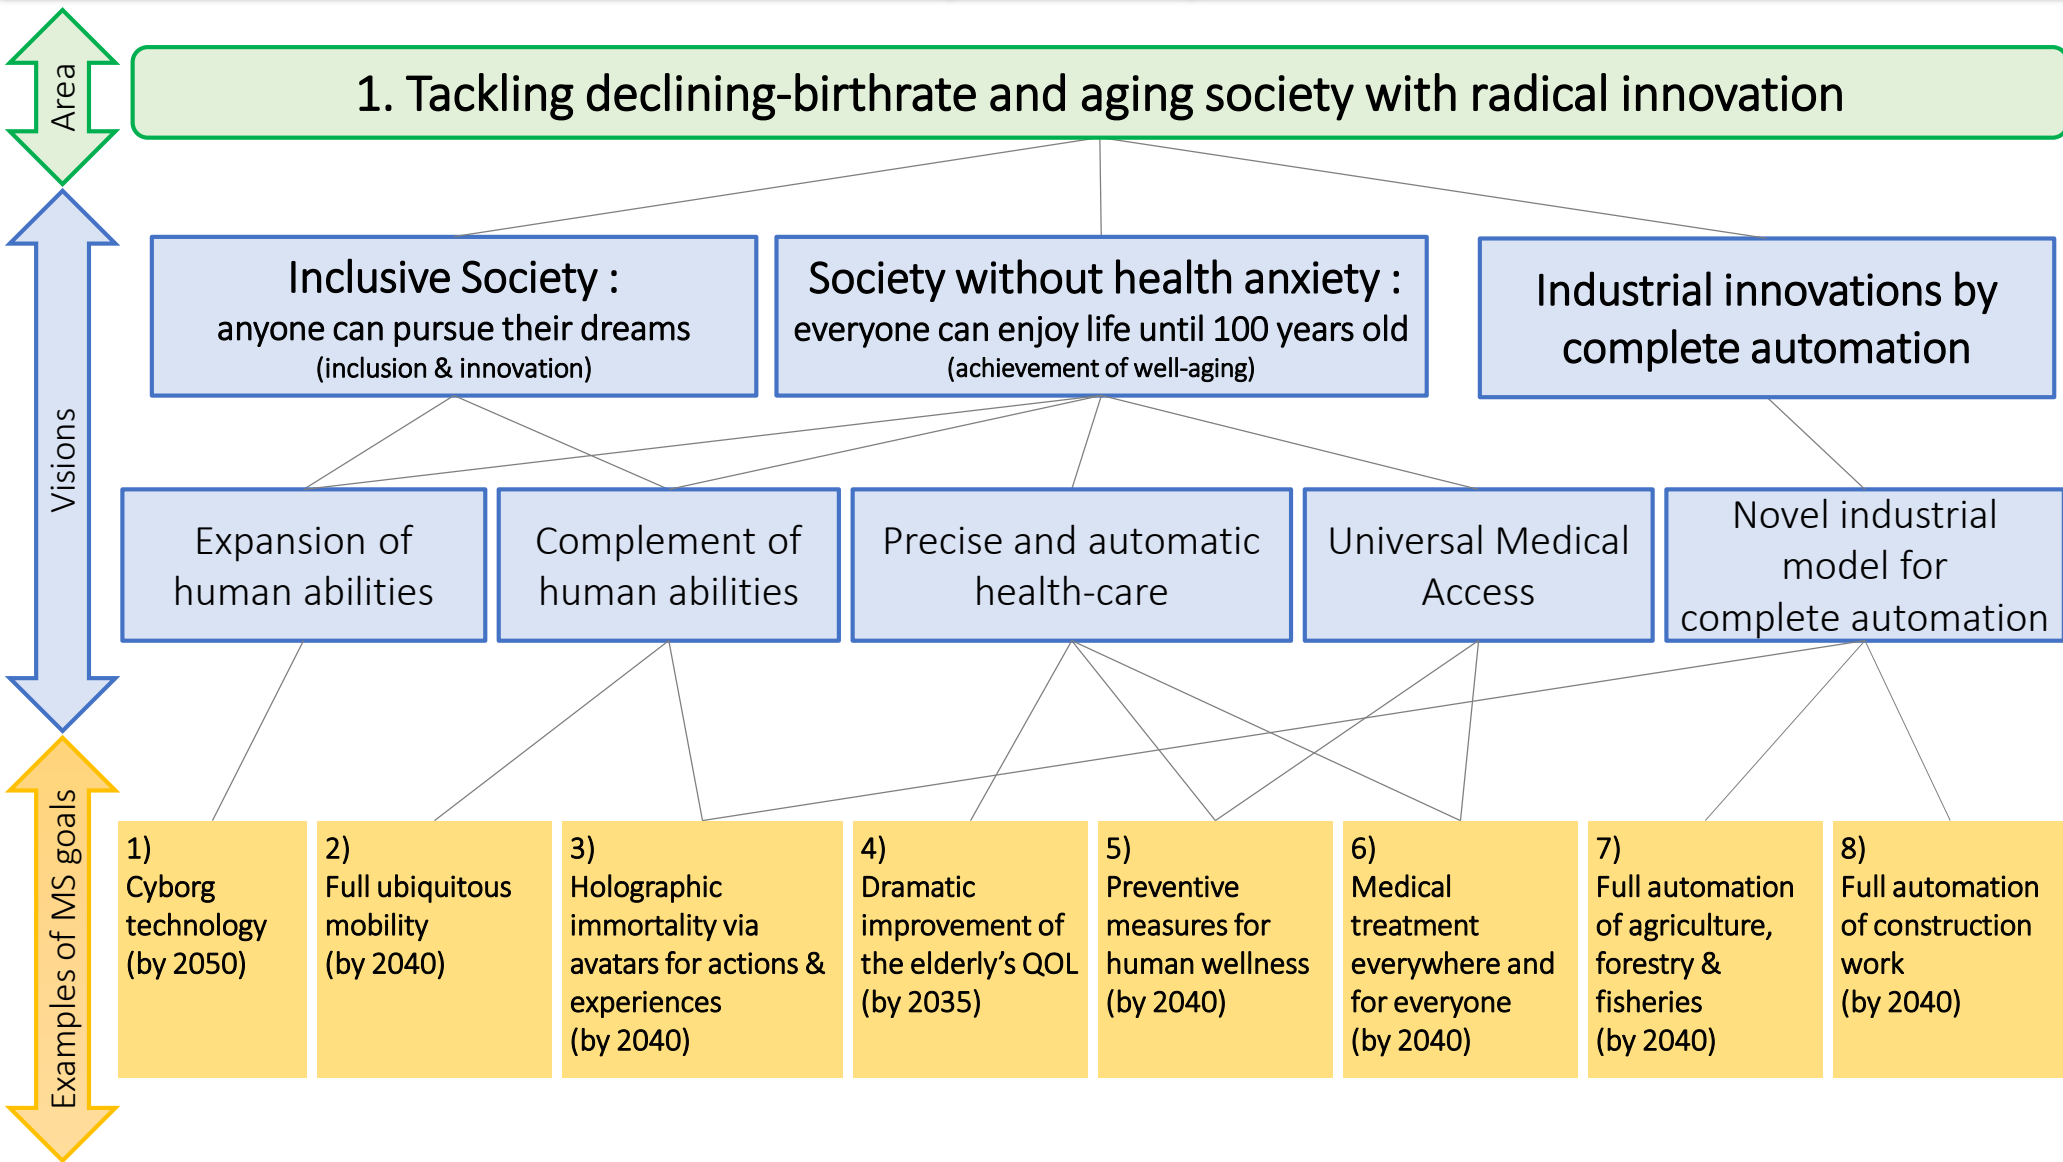 Area
1. Tackling declining-birthrate and aging society with radical innovation
Visions
Inclusive Society :
anyone can pursue their dreams
(inclusion & innovation)
Society without health anxiety :
everyone can enjoy life until 100 years old
(achievement of well-aging)
Industrial innovations by
complete automation
Expansion of
human abilities
Complement of
human abilities
Precise and automatic
health-care
Universal Medical
Access
Novel industrial
model for
complete automation
Examples of MS goals
1)
Cyborg
technology
(by 2050)
2)
Full ubiquitous
mobility
(by 2040)
3)
Holographic
immortality via
avatars for actions &
experiences
(by 2040)
4)
Dramatic
improvement of
the elderly’s QOL
(by 2035)
5)
Preventive
measures for
human wellness
(by 2040)
6)
Medical
treatment
everywhere and
for everyone
(by 2040)
7)
Full automation
of agriculture,
forestry &
fisheries
(by 2040)
8)
Full automation
of construction
work
(by 2040)